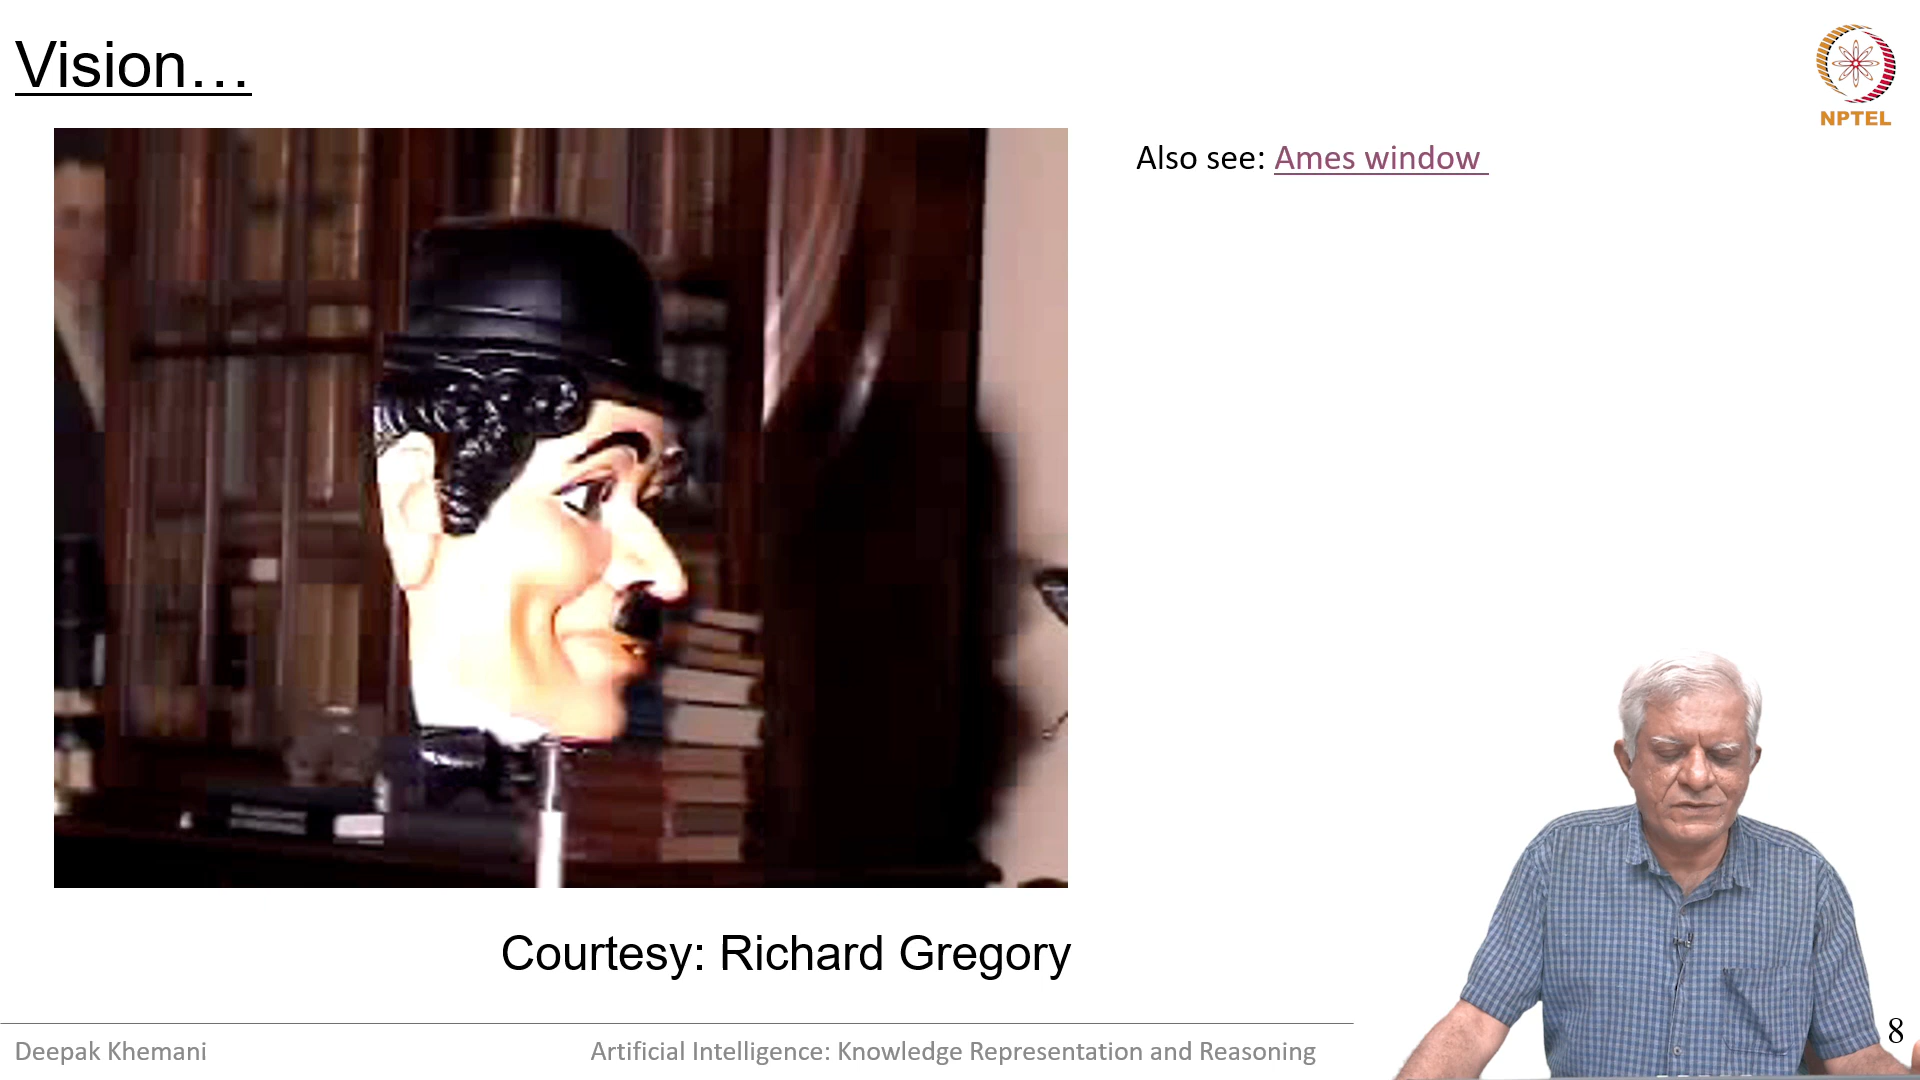 Vision…
NPTEL
Also see: Ames window
Courtesy: Richard Gregory
Deepak Khemani
Artificial Intelligence: Knowledge Representation and Reasoning
8